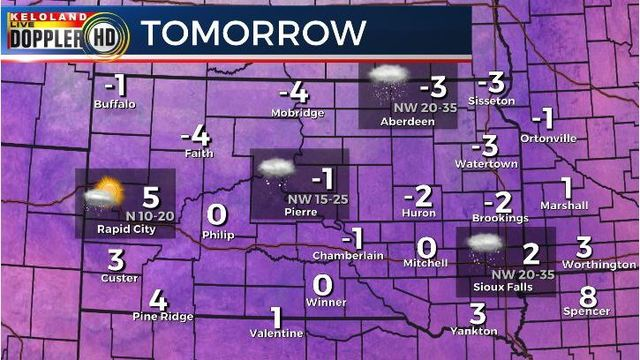 KELOLAND
LIVE
DOPPLER HD
TOMORROW
-1
Buffalo
-4
Mobridge
-3
NW 20-35
Aberdeen
-3
Sisseton
-1
Ortonville
-4
Faith
-3
Watertown
5
N 10-20
Rapid City
0
Philip
-1
NW 15-25
Pierre
-2
Huron
-2
Brookings
1
Marshall
-1
Chamberlain
0
Mitchell
2
NW 20-35
Sioux Falls
3
Worthington
3
Custer
4
Pine Ridge
0
Winner
1
Valentine
3
Yankton
8
Spencer